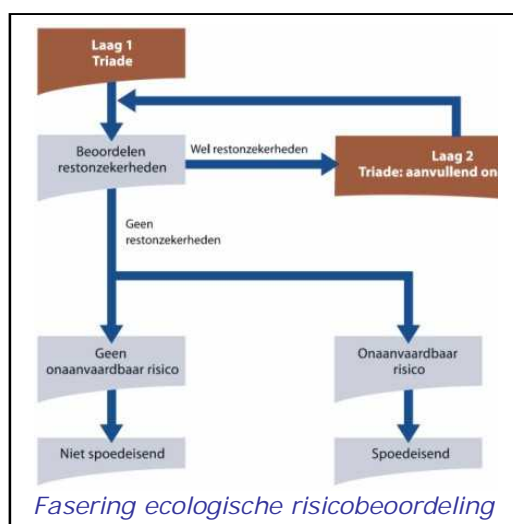 Laag 1
Triade
Beoordelen
restonzekerheden
Wel restonzekerheden
Laag 2
Triade: aanvullend on
Geen
restonzekerheden
Geen
onaanvaardbaar risico
Onaanvaardbaar
risico
Niet spoedeisend
Spoedeisend
Fasering ecologische risicobeoordeling